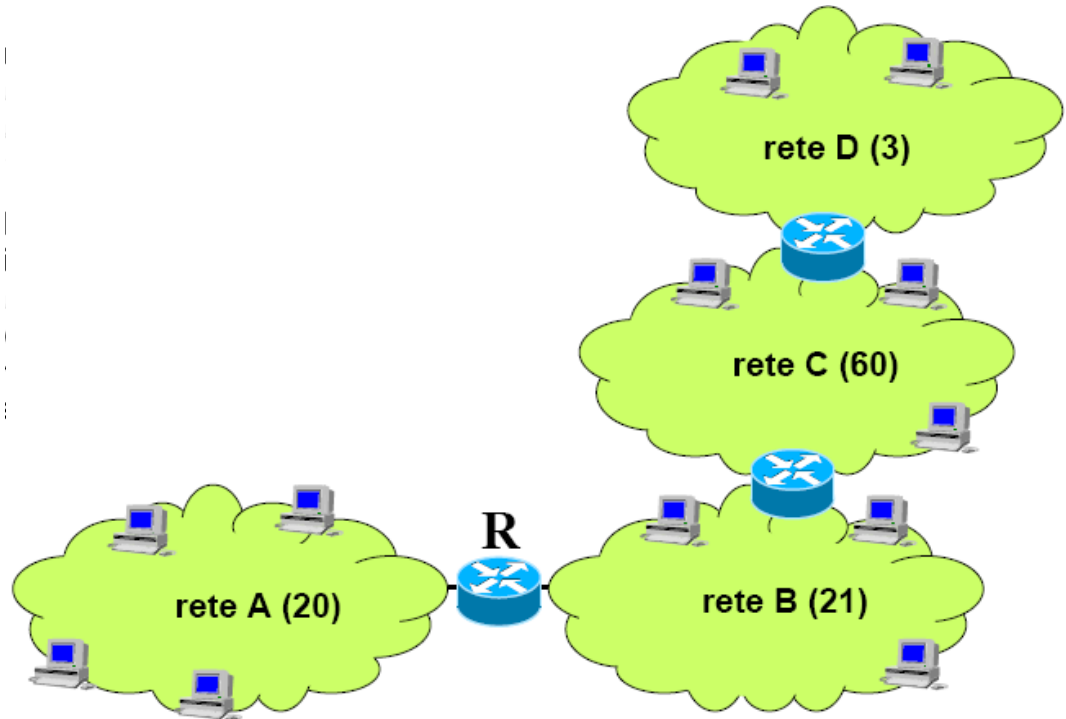 rete D (3)
rete C (60)
R
rete A (20)
rete B (21)